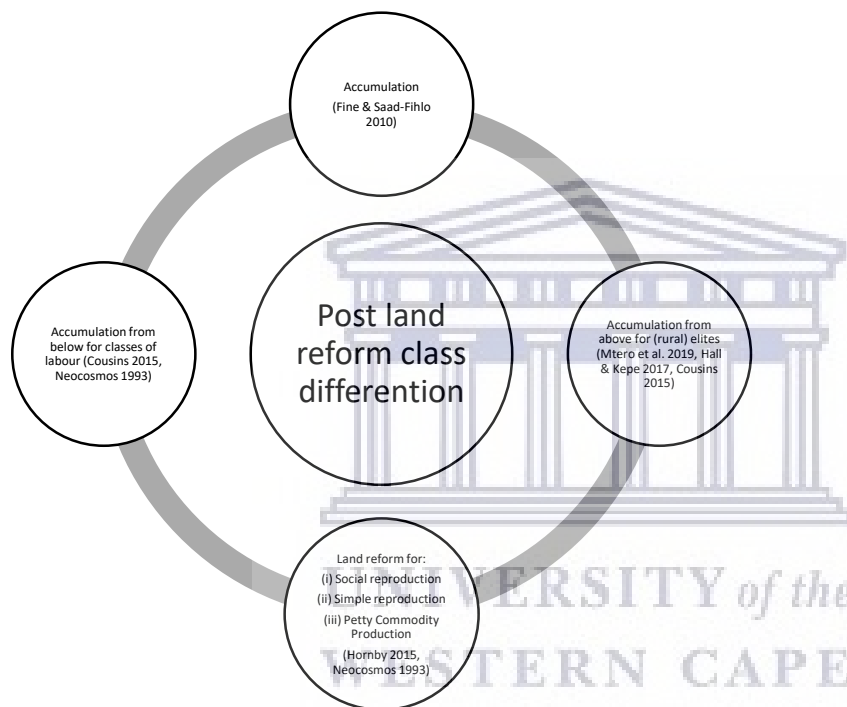 Accumulation
(Fine & Saad-Fihlo
2010)
Post land
reform class
differention
Accumulation from
below for classes of
labour (Cousins 2015,
Neocosmos 1993)
Accumulation from
above for (rural) elites
(Mtero et al. 2019, Hall
& Kepe 2017, Cousins
2015)
Land reform for:
(i) Social reproduction
(ii) Simple reproduction
(iii) Petty Commodity
Production
(Hornby 2015,
Neocosmos 1993)
UNIVERSITY of the
WESTERN CAPE